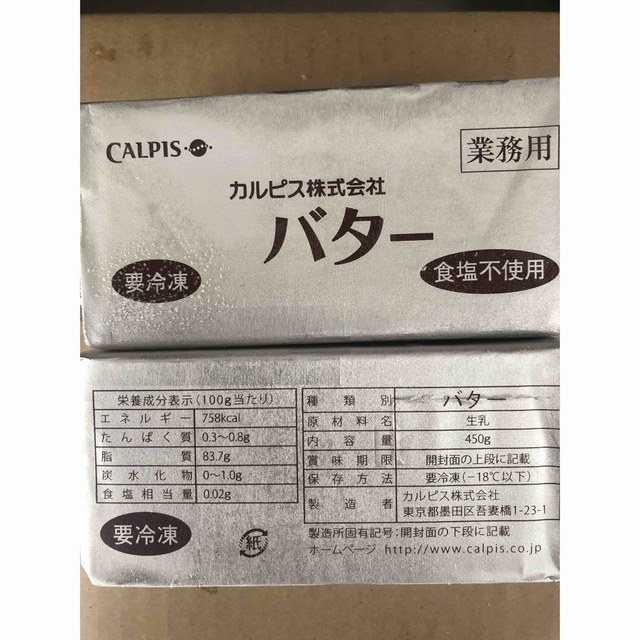 CALPIS
業務用
カルピス株式会社
バター
要冷凍
食塩不使用
栄養成分表示(100g当たり)
エネルギー 758kcal
たんぱく質 0.3〜0.8g
脂質 83.7g
炭水化物 0〜1.0g
食塩相当量 0.02g
要冷凍
紙
種類別 バター
原材料名 生乳
内容量 450g
賞味期限 開封面の上段に記載
保存方法 要冷凍(−18℃以下)
製造者 カルピス株式会社
東京都墨田区吾妻橋1-23-1
製造所固有記号:開封面の下段に記載
ホームページ http://www.calpis.co.jp